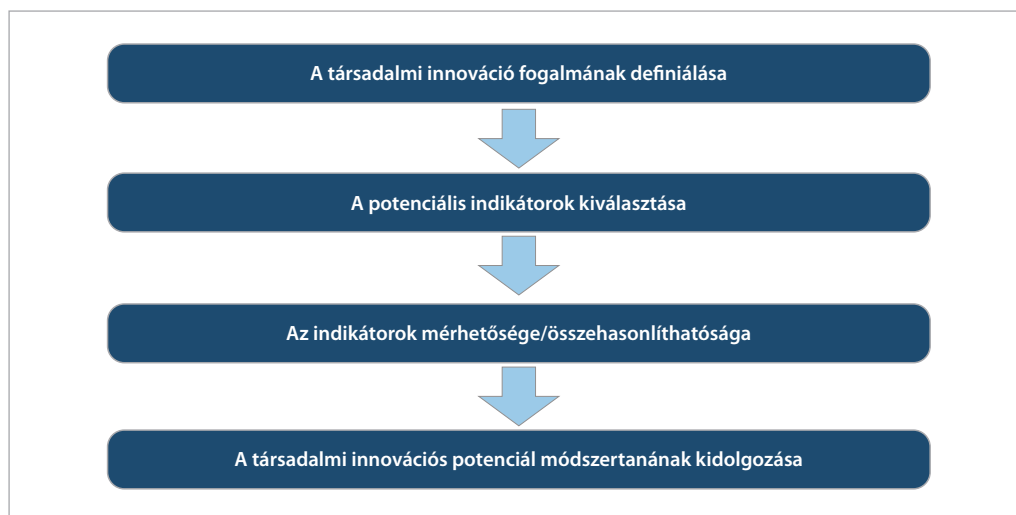 A társadalmi innováció fogalmának definiálása
A potenciális indikátorok kiválasztása
Az indikátorok mérhetősége/összehasonlíthatósága
A társadalmi innovációs potenciál módszertanának kidolgozása